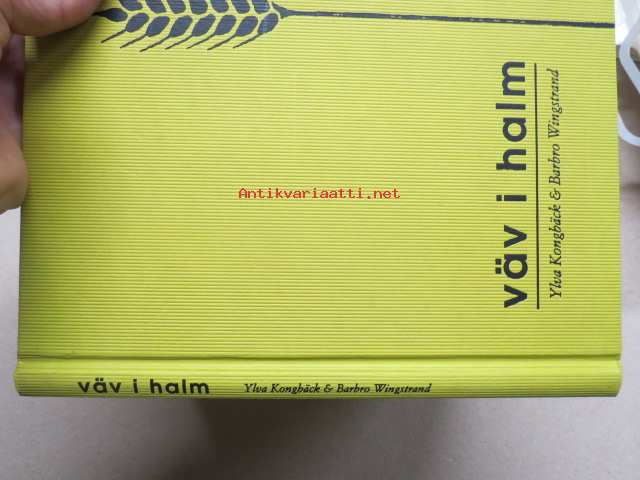 väv i halm
Ylva Kongbäck & Barbro Wingstrand
Antikvariaatti.net
väv i halm Ylva Kongbäck & Barbro Wingstrand